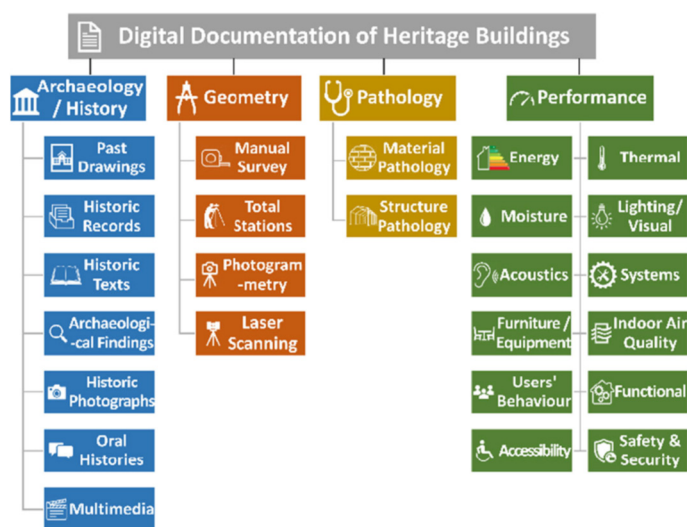 Digital Documentation of Heritage Buildings
Archaeology
/ History
Past
Drawings
Historic
Records
Historic
Texts
Archaeologi-
-cal Findings
Historic
Photographs
Oral
Histories
Multimedia
Geometry
Manual
Survey
Total
Stations
Photogram
-metry
Laser
Scanning
Pathology
Material
Pathology
Structure
Pathology
Performance
Energy
Thermal
Moisture
Lighting/
Visual
Acoustics
Systems
Furniture /
Equipment
Indoor Air
Quality
Users'
Behaviour
Functional
Accessibility
Safety &
Security